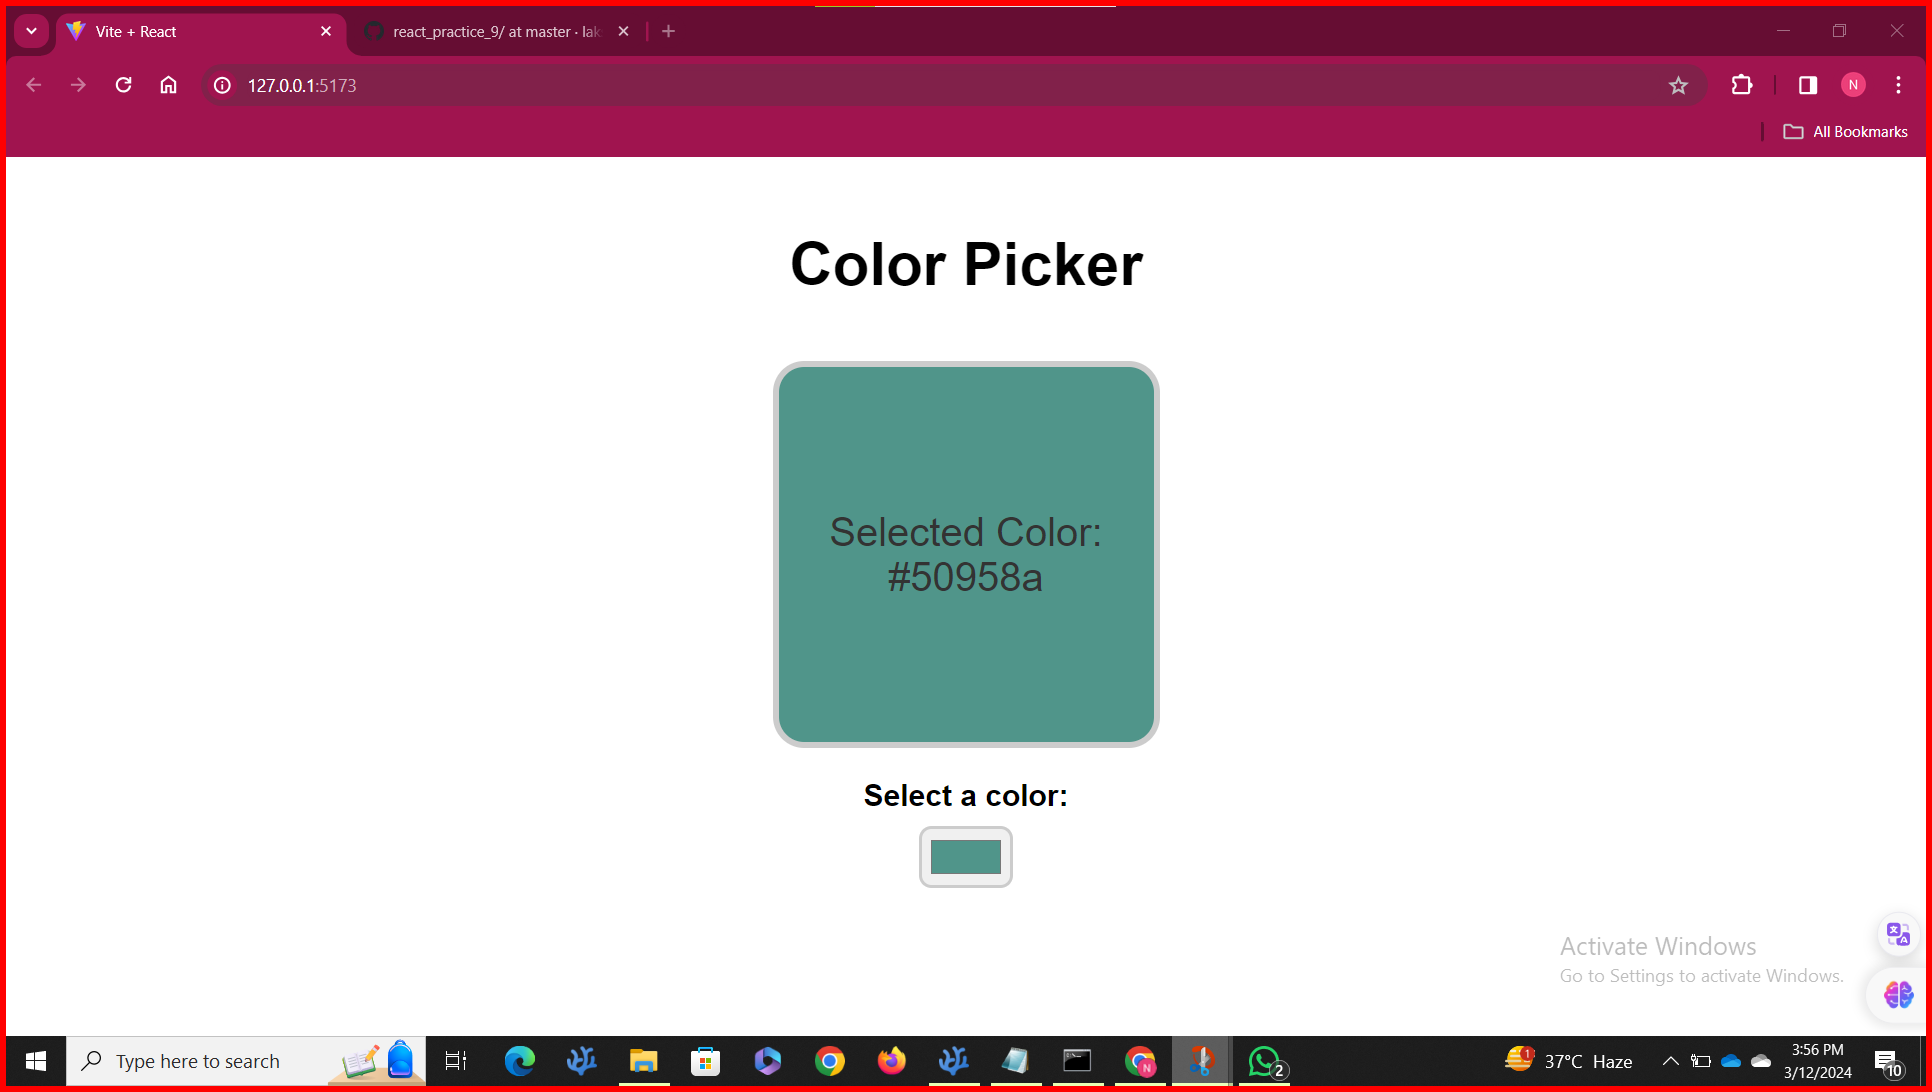 Vite + React
react_practice_9/ at master · lak
127.0.0.1:5173
N
All Bookmarks
Color Picker
Selected Color:
#50958a
Select a color:
Activate Windows
Go to Settings to activate Windows.
Type here to search
N
2
1
37°C Haze
3:56 PM
3/12/2024
10